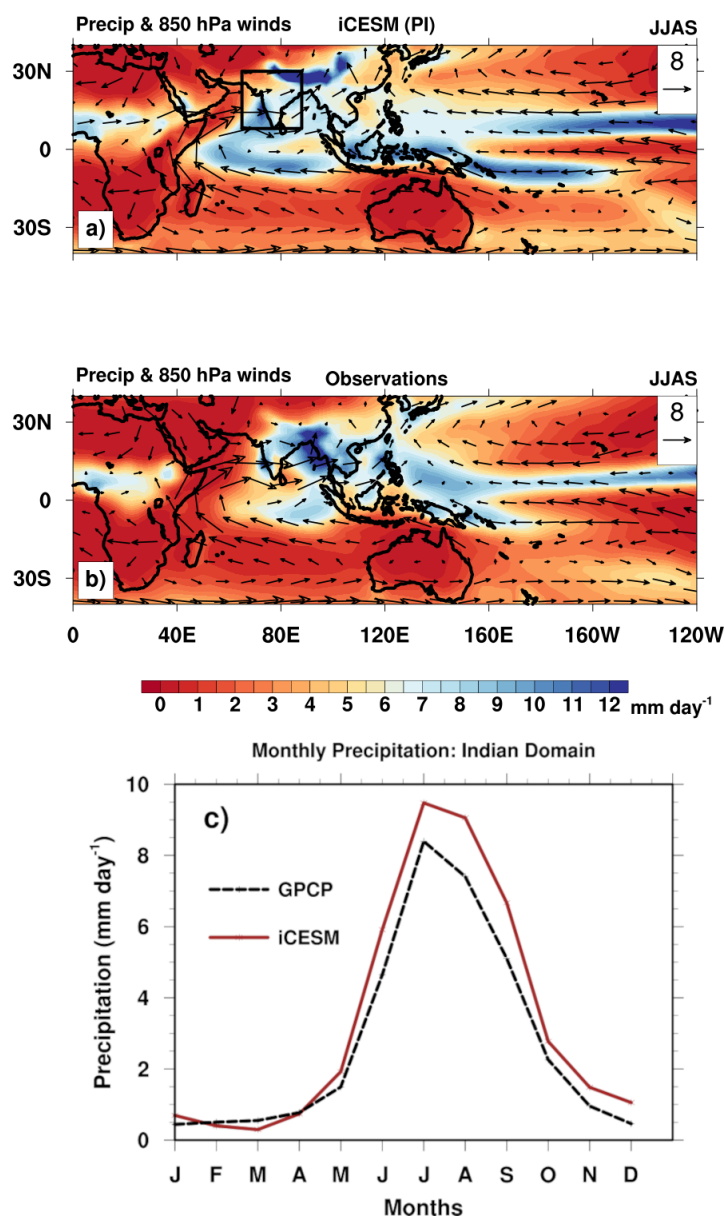 Precip & 850 hPa winds iCESM (PI) JJAS
8
30N
0
30S
a)
Precip & 850 hPa winds Observations JJAS
8
30N
0
30S
b)
0 40E 80E 120E 160E 160W 120W
0 1 2 3 4 5 6 7 8 9 10 11 12 mm day-1
Monthly Precipitation: Indian Domain
c)
GPCP
iCESM
Precipitation (mm day-1)
10
8
6
4
2
0
J F M A M J J A S O N D
Months